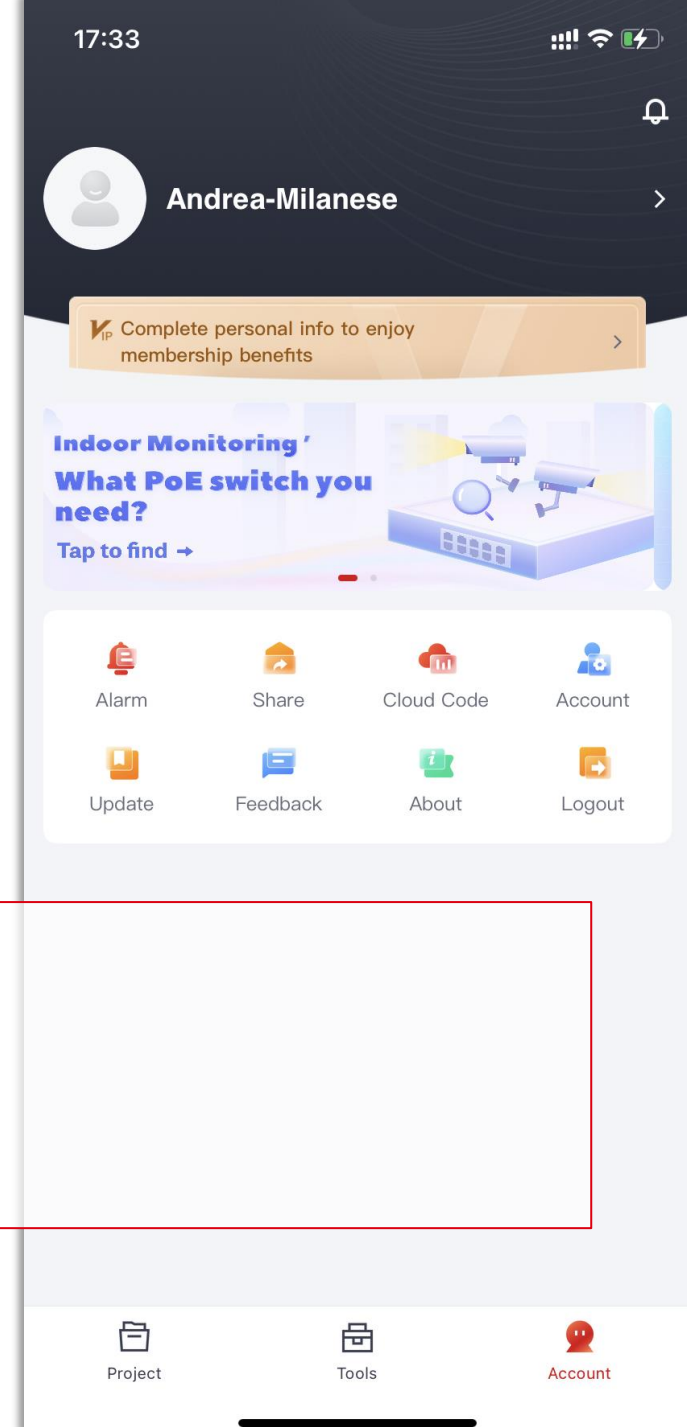 17:33
Andrea-Milanese
VIP Complete personal info to enjoy
membership benefits
Indoor Monitoring '
What PoE switch you
need?
Tap to find →
Alarm Share Cloud Code Account
Update Feedback About Logout
Project Tools Account